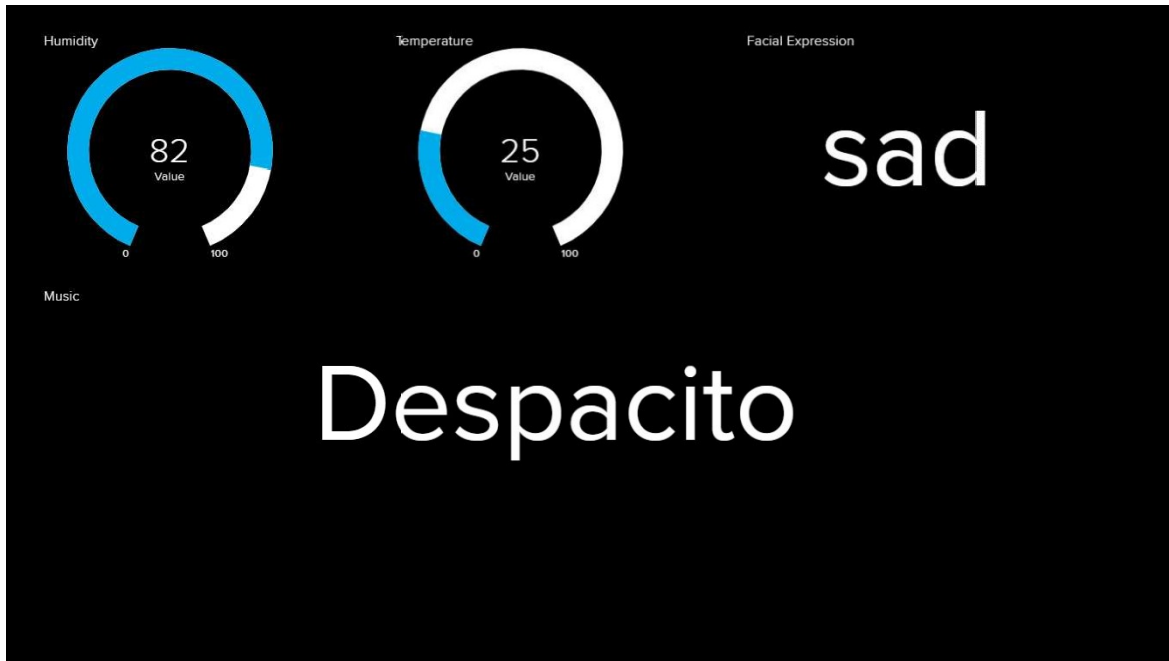 Humidity
82
Value
0 100
Temperature
25
Value
0 100
Facial Expression
sad
Music
Despacito